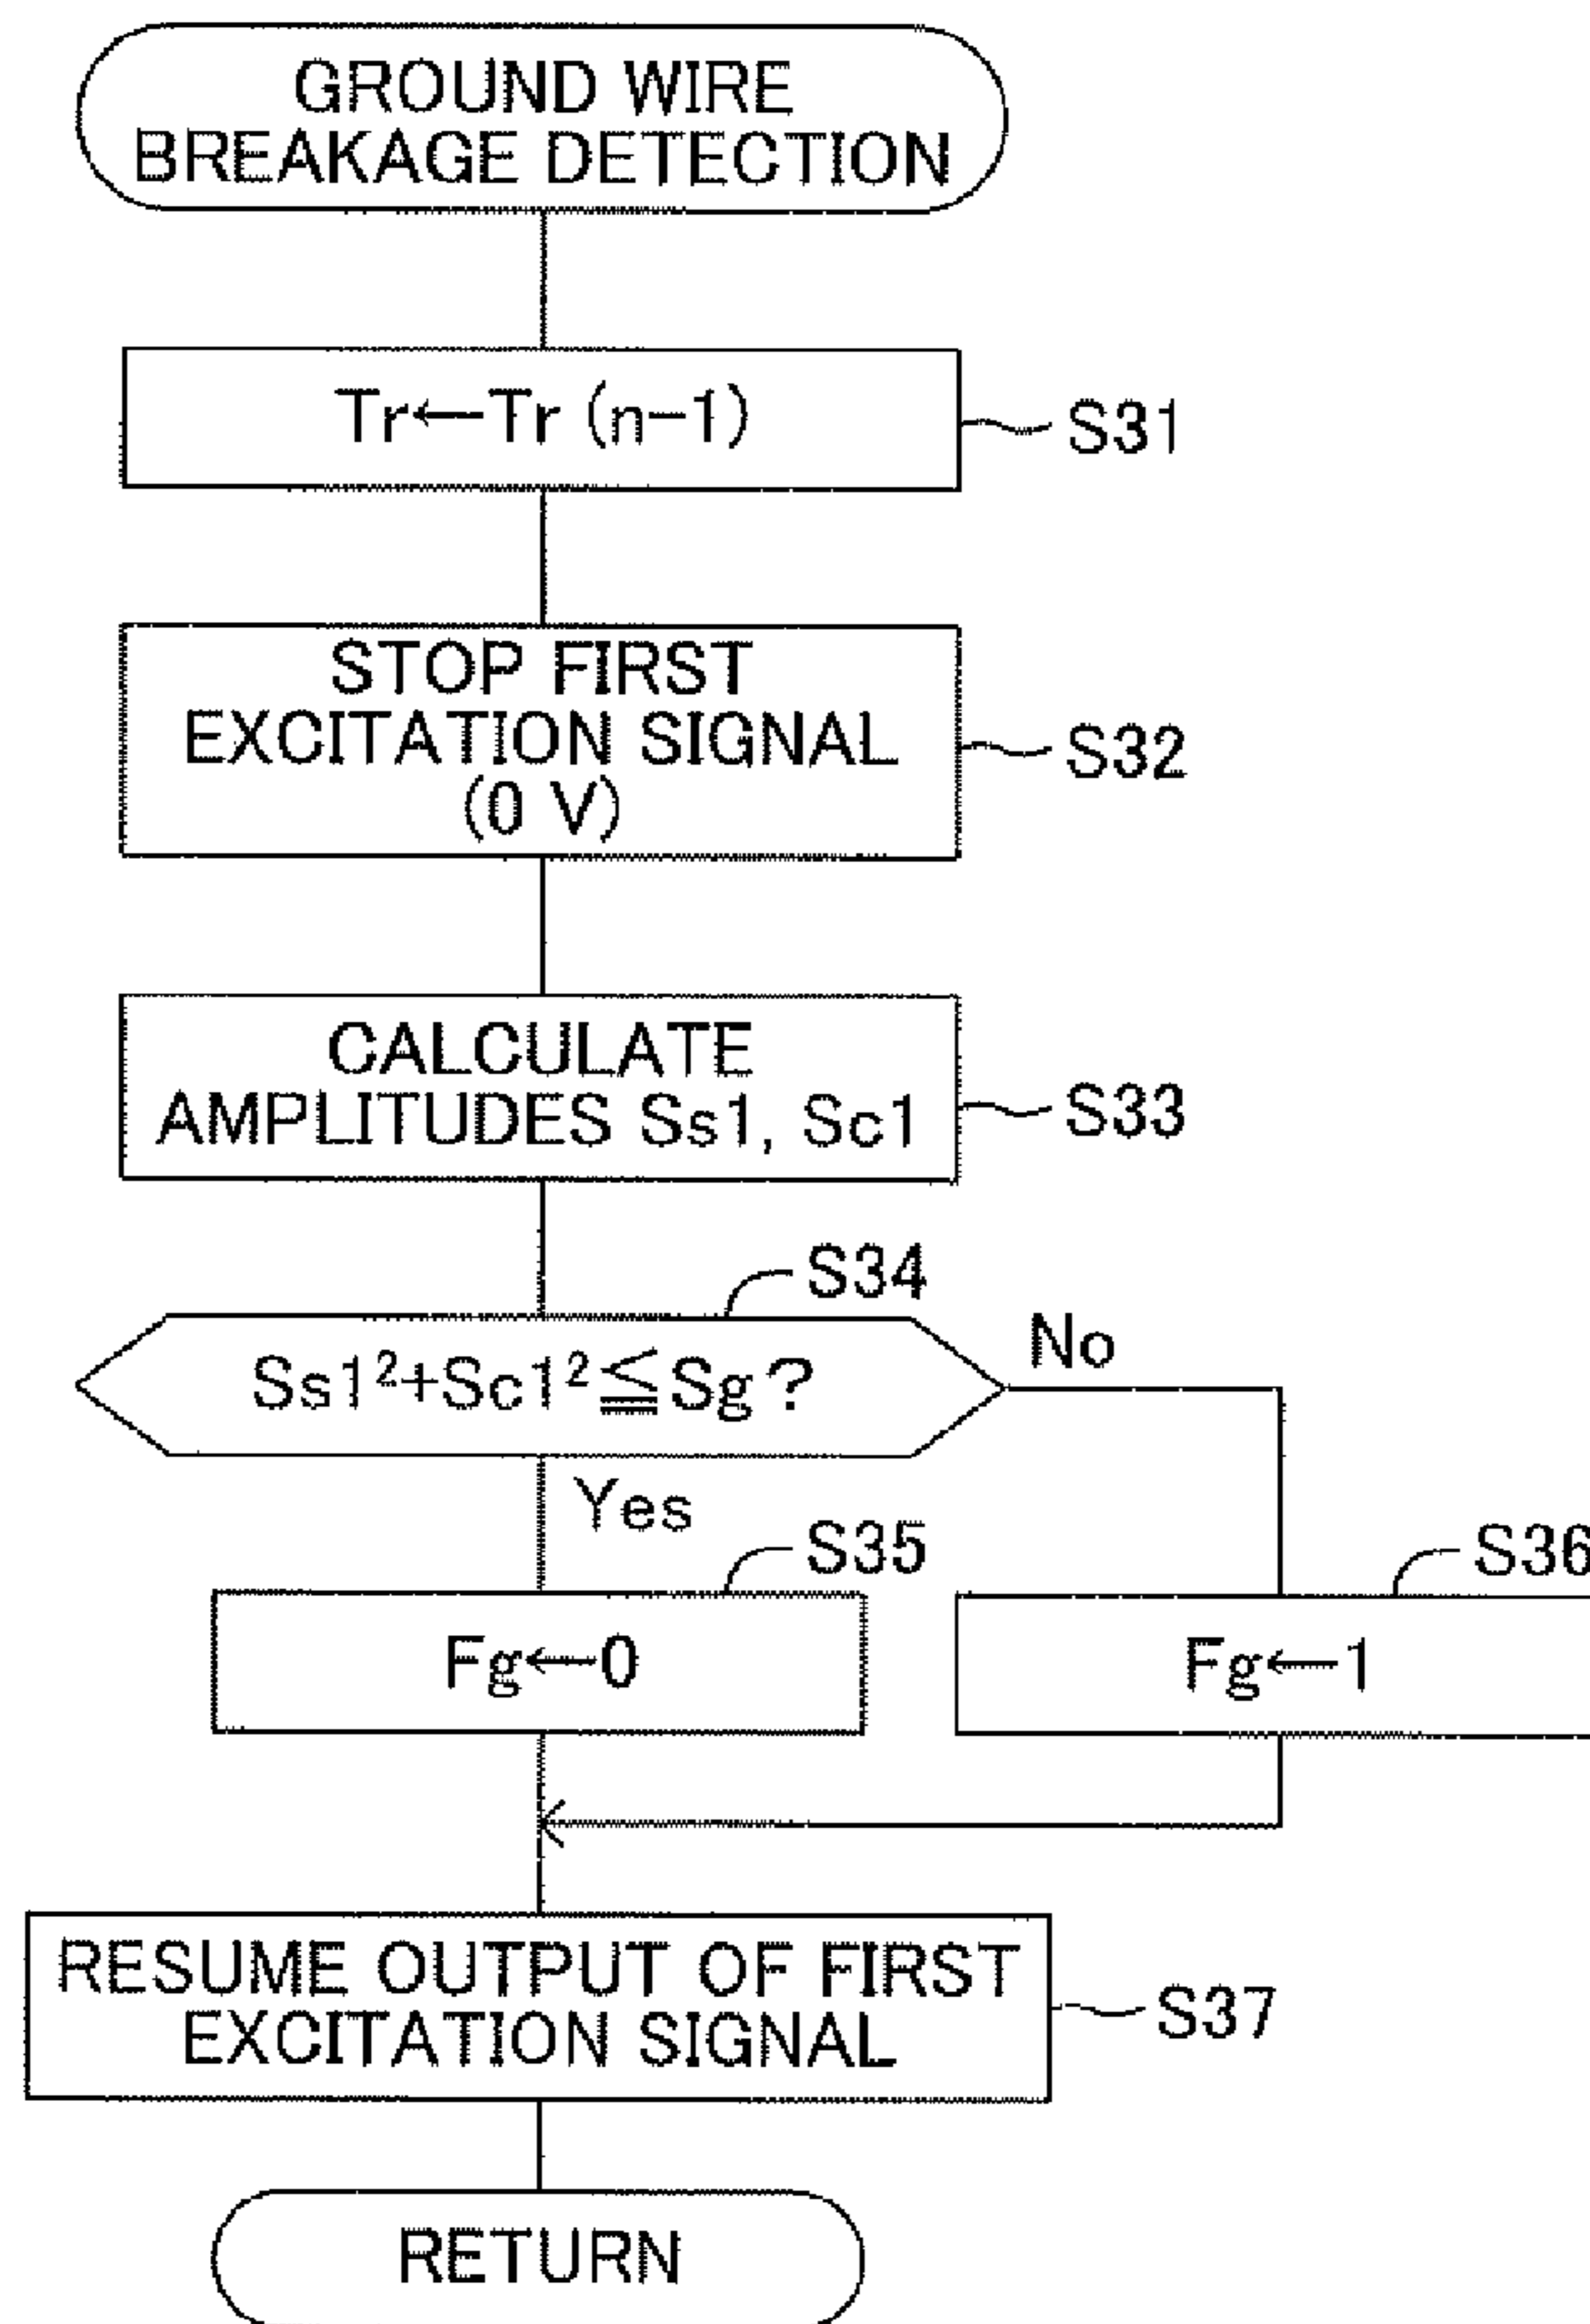 GROUND WIRE
BREAKAGE DETECTION
Tr←Tr (n-1)
S31
STOP FIRST
EXCITATION SIGNAL
(0 V)
S32
CALCULATE
AMPLITUDES Ss1, Sc1
S33
S34
Ss1²+Sc1²≦Sg?
No
Yes
S35
S36
Fg←0
Fg←1
RESUME OUTPUT OF FIRST
EXCITATION SIGNAL
S37
RETURN